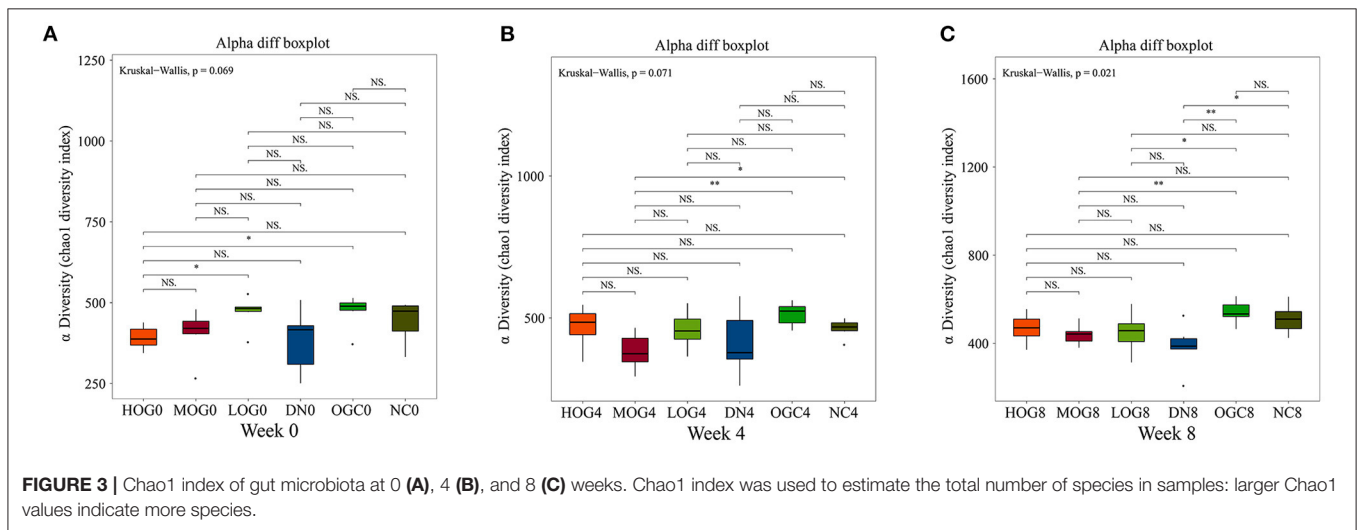 A
Alpha diff boxplot
Kruskal−Wallis, p = 0.069
α Diversity (chao1 diversity index)
1250
1000
750
500
250
NS.
NS.
NS.
NS.
NS.
NS.
NS.
NS.
NS.
NS.
NS.
*
NS.
*
NS.
HOG0 MOG0 LOG0 DN0 OGC0 NC0
Week 0
B
Alpha diff boxplot
Kruskal−Wallis, p = 0.071
α Diversity (chao1 diversity index)
1000
500
NS.
NS.
NS.
NS.
NS.
NS.
*
**
NS.
NS.
NS.
NS.
NS.
NS.
NS.
HOG4 MOG4 LOG4 DN4 OGC4 NC4
Week 4
C
Alpha diff boxplot
Kruskal−Wallis, p = 0.021
α Diversity (chao1 diversity index)
1600
1200
800
400
NS.
*
**
NS.
*
NS.
NS.
**
NS.
NS.
NS.
NS.
NS.
NS.
NS.
HOG8 MOG8 LOG8 DN8 OGC8 NC8
Week 8
FIGURE 3 | Chao1 index of gut microbiota at 0 (A), 4 (B), and 8 (C) weeks. Chao1 index was used to estimate the total number of species in samples: larger Chao1
values indicate more species.